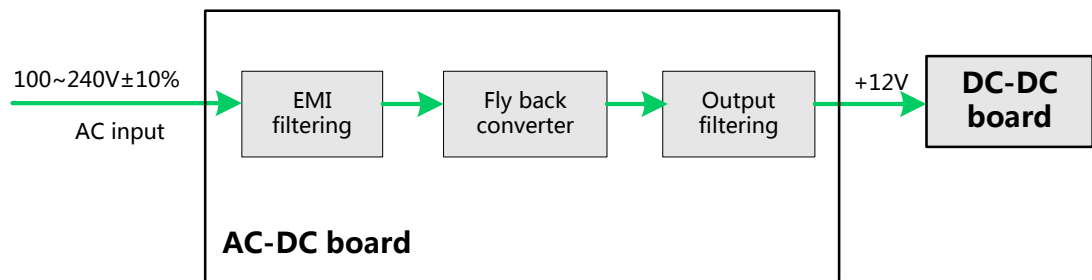 100~240V±10%
AC input
EMI
filtering
Fly back
converter
Output
filtering
+12V
DC-DC
board
AC-DC board